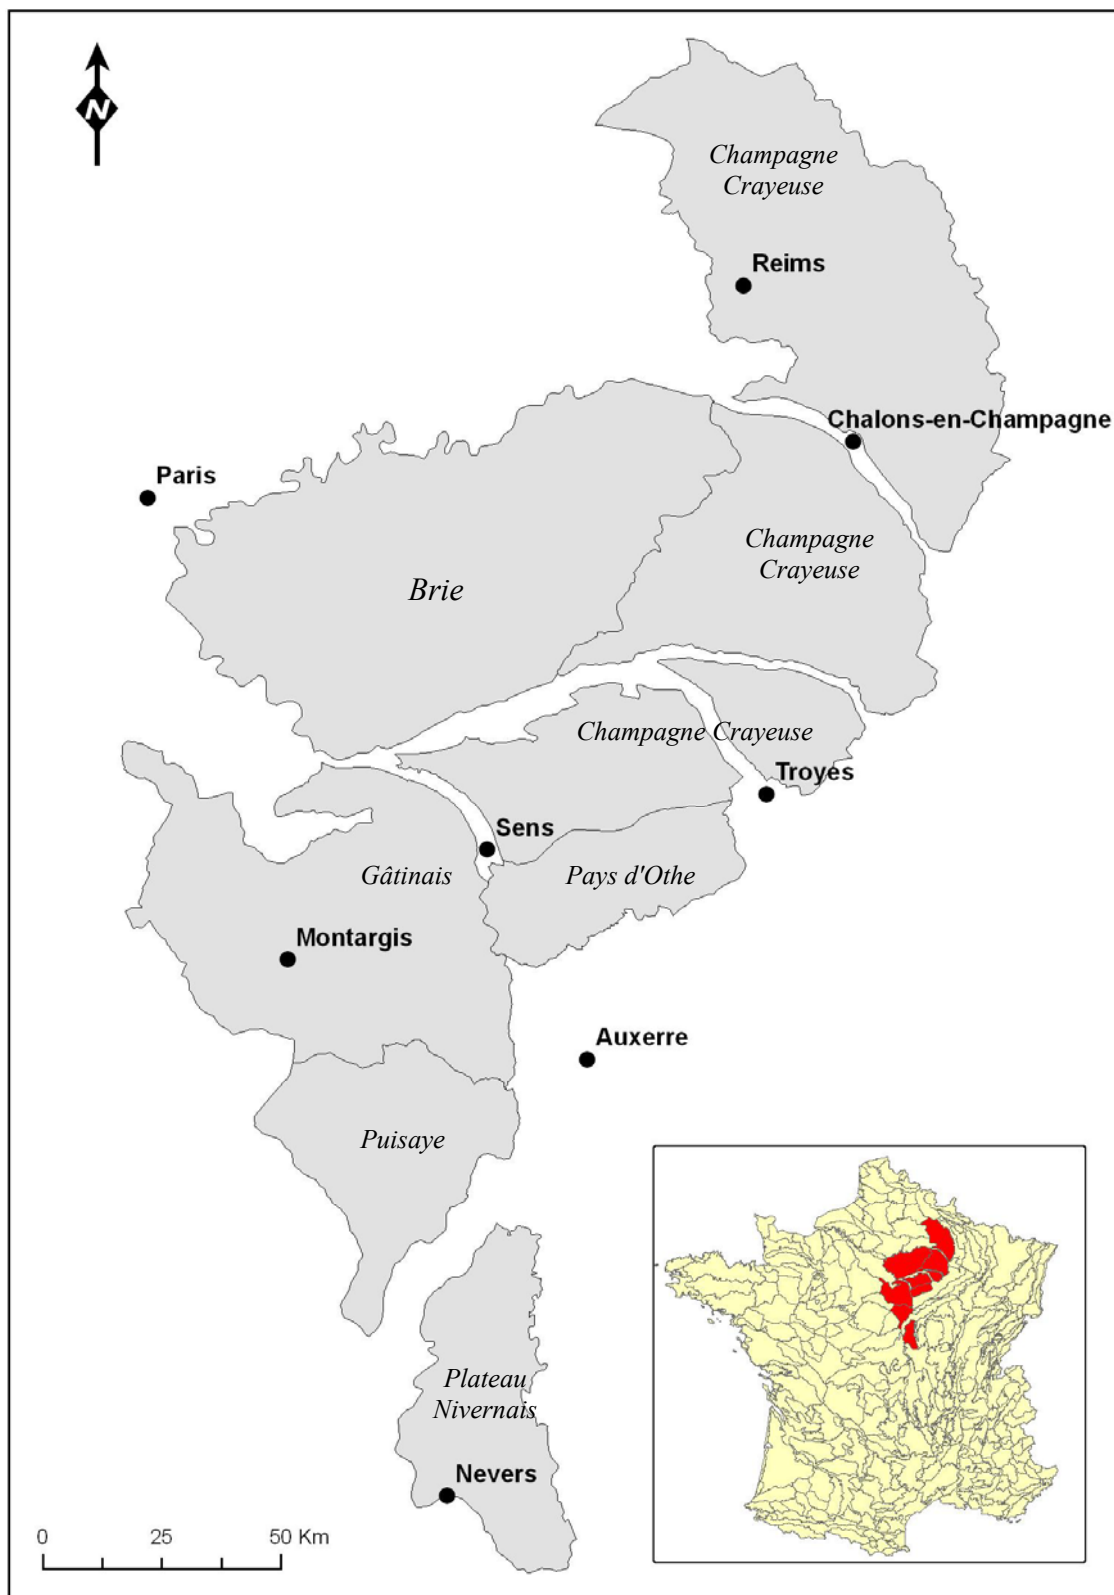 N
Champagne
Crayeuse
Reims
Chalons-en-Champagne
Paris
Champagne
Crayeuse
Brie
Champagne Crayeuse
Troyes
Sens
Gâtinais
Pays d'Othe
Montargis
Auxerre
Puisaye
Plateau
Nivernais
Nevers
0 25 50 Km